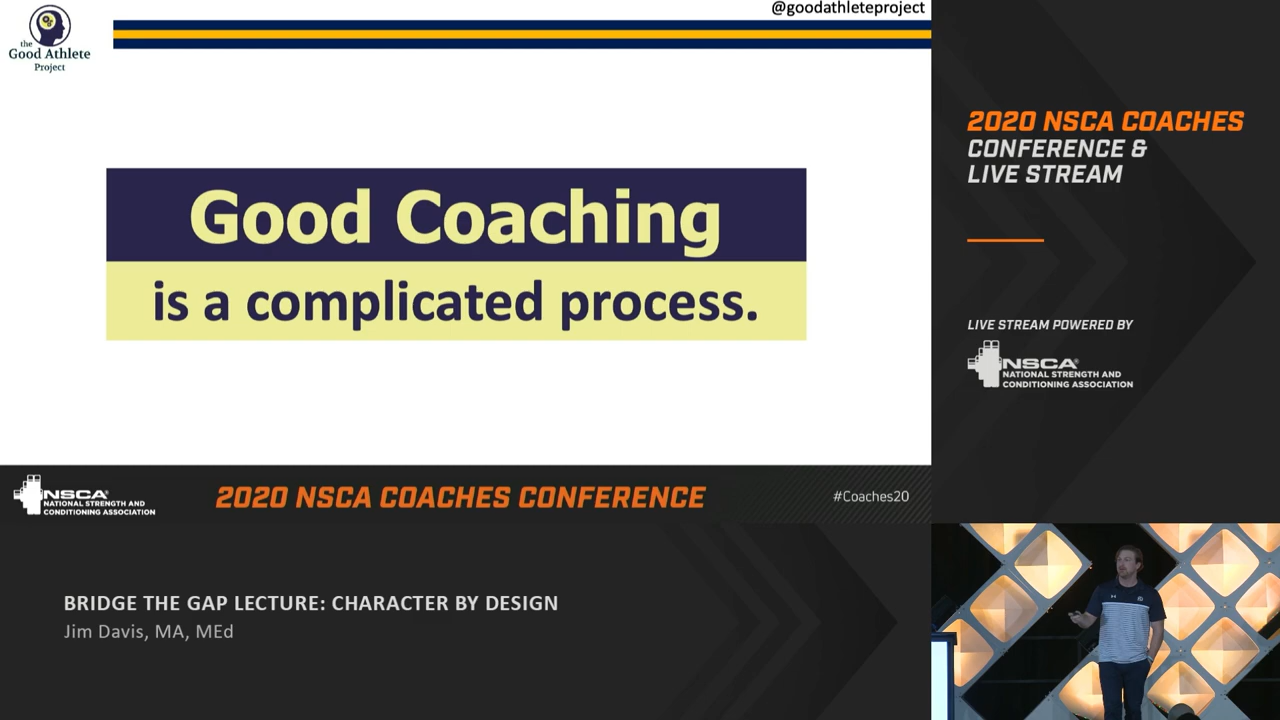 @goodathleteproject
the
Good Athlete
Project
Good Coaching
is a complicated process.
NSCA®
NATIONAL STRENGTH AND
CONDITIONING ASSOCIATION
2020 NSCA COACHES CONFERENCE
#Coaches20
BRIDGE THE GAP LECTURE: CHARACTER BY DESIGN
Jim Davis, MA, MEd
2020 NSCA COACHES
CONFERENCE &
LIVE STREAM
LIVE STREAM POWERED BY
NSCA®
NATIONAL STRENGTH AND
CONDITIONING ASSOCIATION